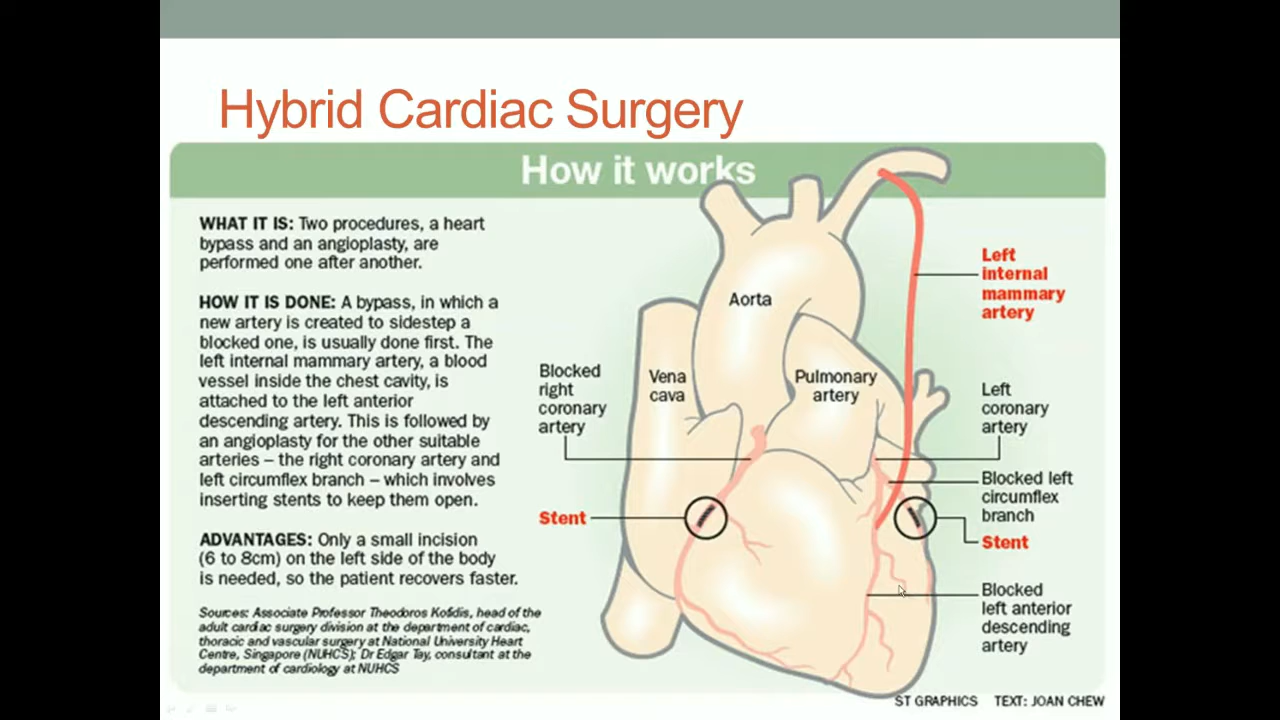 Hybrid Cardiac Surgery
How it works
WHAT IT IS: Two procedures, a heart
bypass and an angioplasty, are
performed one after another.
HOW IT IS DONE: A bypass, in which a
new artery is created to sidestep a
blocked one, is usually done first. The
left internal mammary artery, a blood
vessel inside the chest cavity, is
attached to the left anterior
descending artery. This is followed by
an angioplasty for the other suitable
arteries – the right coronary artery and
left circumflex branch – which involves
inserting stents to keep them open.
ADVANTAGES: Only a small incision
(6 to 8cm) on the left side of the body
is needed, so the patient recovers faster.
Sources: Associate Professor Theodoros Kofidis, head of the
adult cardiac surgery division at the department of cardiac,
thoracic and vascular surgery at National University Heart
Centre, Singapore (NUHCS); Dr Edgar Tay, consultant at the
department of cardiology at NUHCS
Blocked
right
coronary
artery
Stent
Vena
cava
Aorta
Pulmonary
artery
Left
internal
mammary
artery
Left
coronary
artery
Blocked left
circumflex
branch
Stent
Blocked
left anterior
descending
artery
ST GRAPHICS TEXT: JOAN CHEW